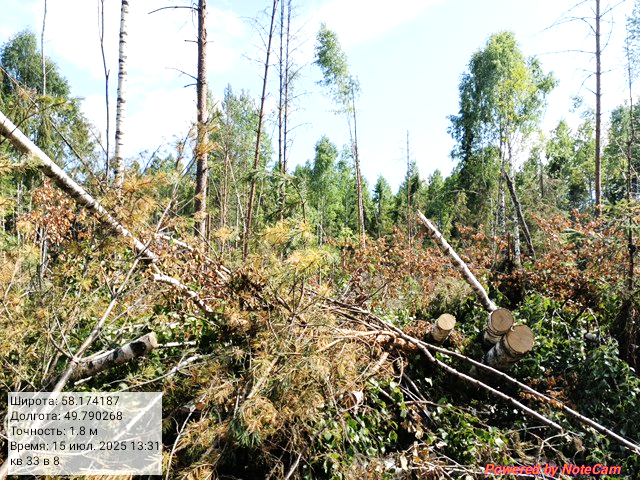 Широта: 58.174187
Долгота: 49.790268
Точность: 1.8 м
Время: 15 июл. 2025 13:31
кв 33 в 8
Powered by NoteCam